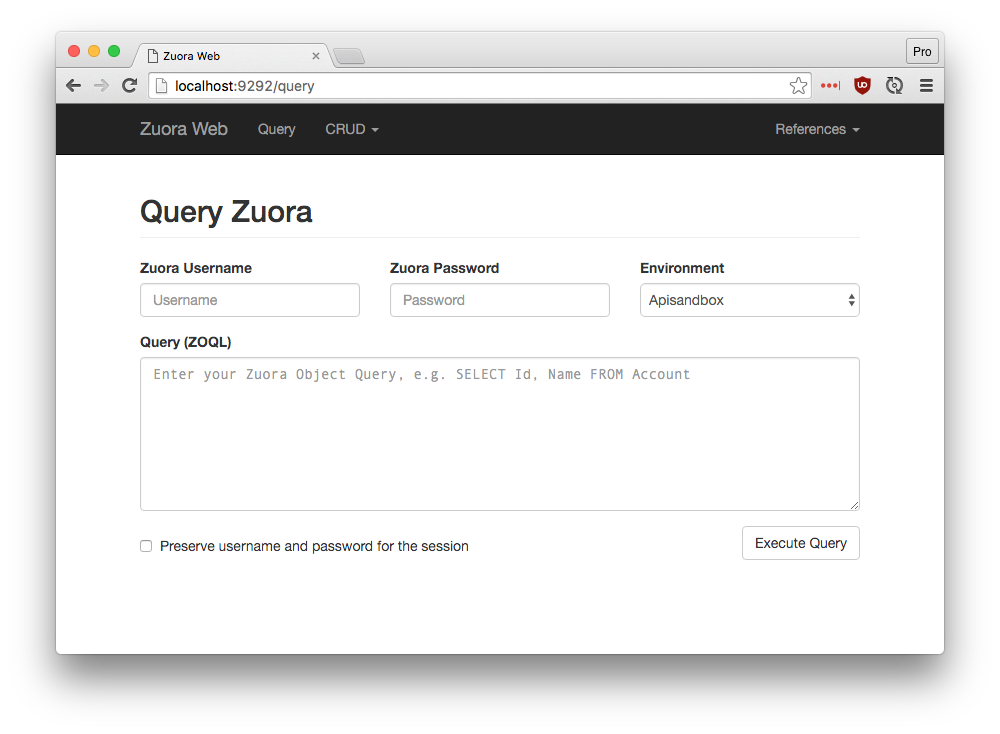 Zuora Web
Pro
localhost:9292/query
Zuora Web Query CRUD References
Query Zuora
Zuora Username Zuora Password Environment
Username Password Apisandbox
Query (ZOQL)
Enter your Zuora Object Query, e.g. SELECT Id, Name FROM Account
Preserve username and password for the session Execute Query